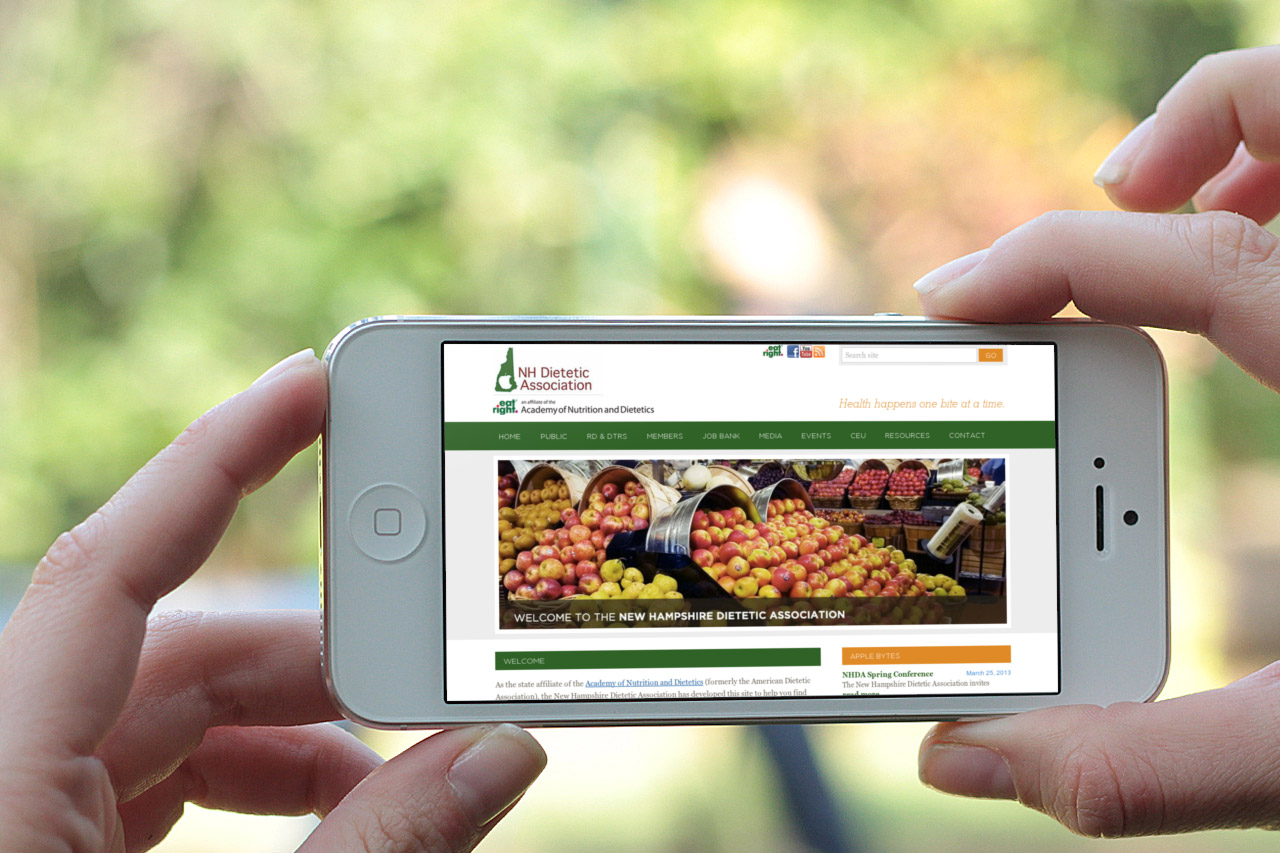 NH Dietetic
Association
eat
right.
an affiliate of the
Academy of Nutrition and Dietetics
eat
right.
f
You
Tube
Search site
GO
Health happens one bite at a time.
HOME PUBLIC RD & DTRS MEMBERS JOB BANK MEDIA EVENTS CEU RESOURCES CONTACT
WELCOME TO THE NEW HAMPSHIRE DIETETIC ASSOCIATION
WELCOME
As the state affiliate of the Academy of Nutrition and Dietetics (formerly the American Dietetic
Association), the New Hampshire Dietetic Association has developed this site to help you find
APPLE BYTES
NHDA Spring Conference March 25, 2013
The New Hampshire Dietetic Association invites
read more